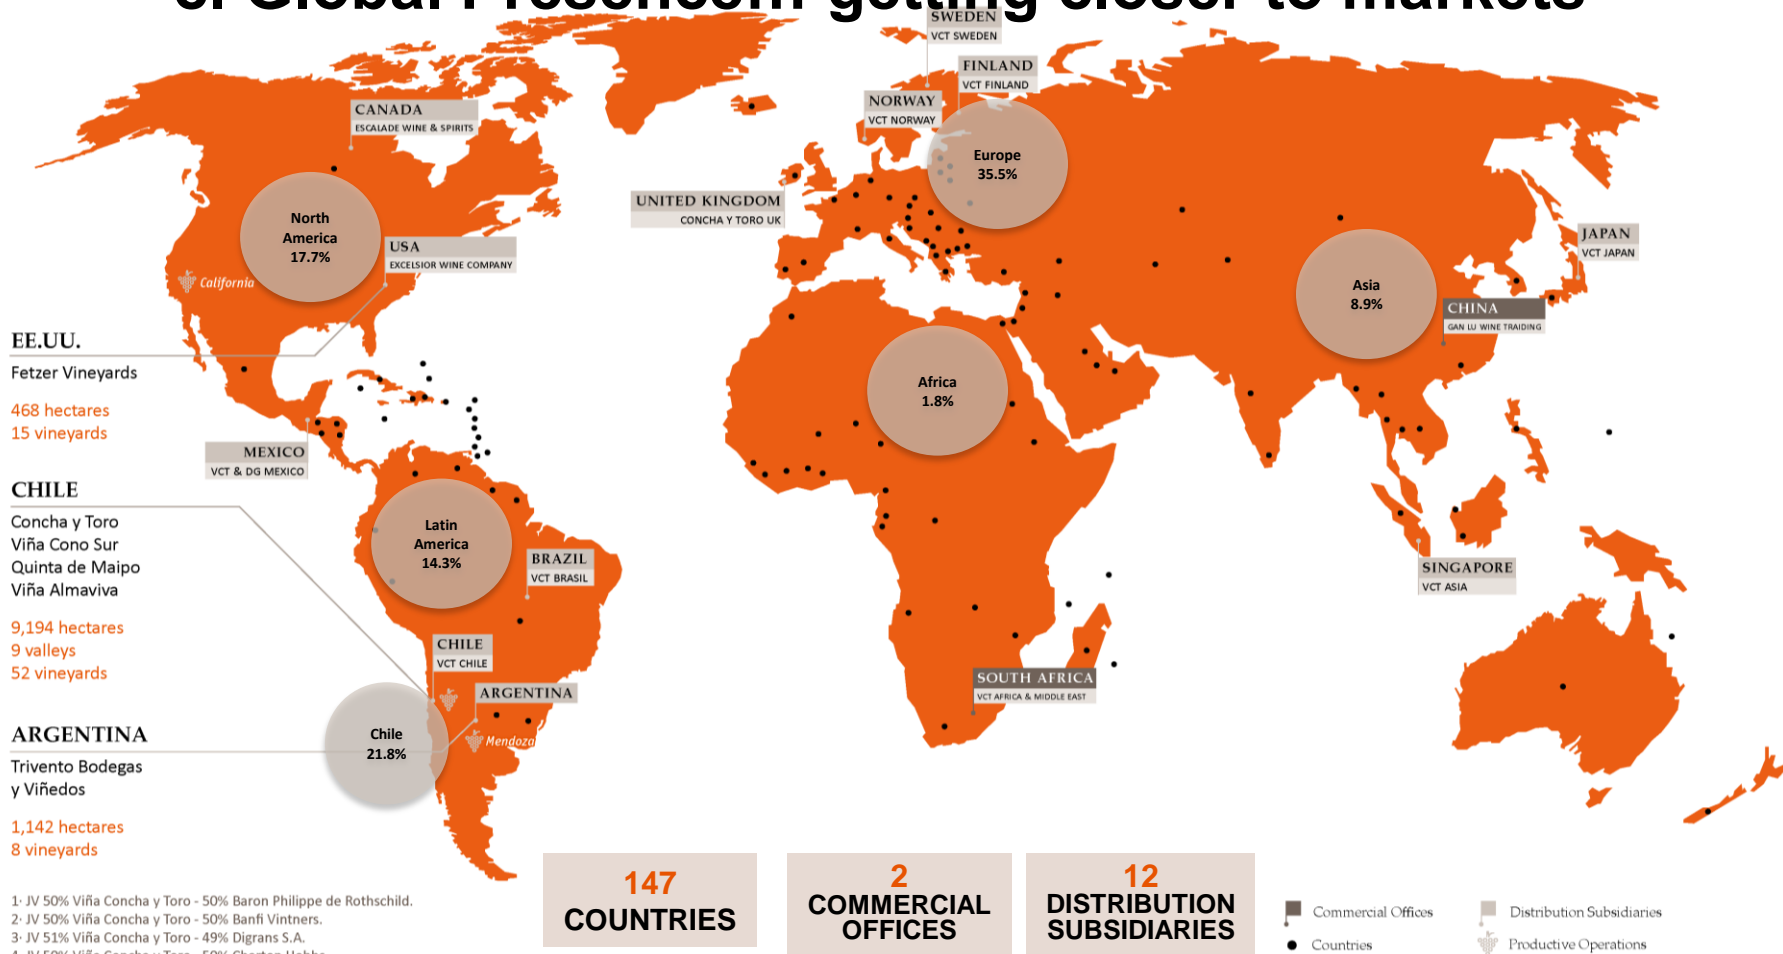 3. Global Presence... getting closer to markets
SWEDEN
VCT SWEDEN
FINLAND
VCT FINLAND
NORWAY
VCT NORWAY
CANADA
ESCALADE WINE & SPIRITS
Europe
35.5%
UNITED KINGDOM
CONCHA Y TORO UK
North
America
17.7%
USA
EXCELSIOR WINE COMPANY
California
JAPAN
VCT JAPAN
Asia
8.9%
CHINA
GAN LU WINE TRAIDING
EE.UU.
Fetzer Vineyards
468 hectares
15 vineyards
Africa
1.8%
MEXICO
VCT & DG MEXICO
CHILE
Concha y Toro
Viña Cono Sur
Quinta de Maipo
Viña Almaviva
9,194 hectares
9 valleys
52 vineyards
Latin
America
14.3%
BRAZIL
VCT BRASIL
SINGAPORE
VCT ASIA
CHILE
VCT CHILE
ARGENTINA
SOUTH AFRICA
VCT AFRICA & MIDDLE EAST
Chile
21.8%
Mendoza
ARGENTINA
Trivento Bodegas
y Viñedos
1,142 hectares
8 vineyards
147
COUNTRIES
2
COMMERCIAL
OFFICES
12
DISTRIBUTION
SUBSIDIARIES
Commercial Offices
Distribution Subsidiaries
Countries
Productive Operations
1· JV 50% Viña Concha y Toro - 50% Baron Philippe de Rothschild.
2· JV 50% Viña Concha y Toro - 50% Banfi Vintners.
3· JV 51% Viña Concha y Toro - 49% Digrans S.A.